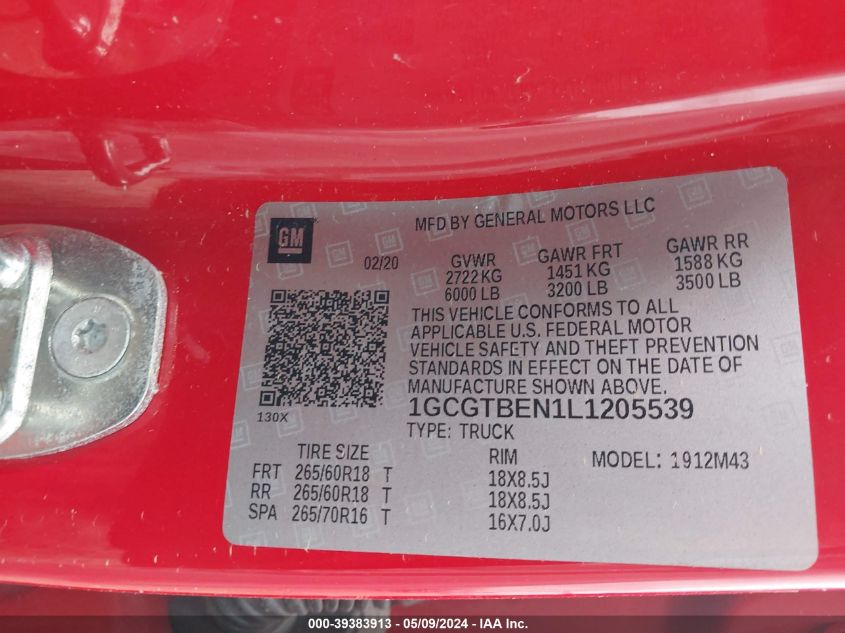 GM
MFD BY GENERAL MOTORS LLC
02/20
GVWR GAWR FRT GAWR RR
2722 KG 1451 KG 1588 KG
6000 LB 3200 LB 3500 LB
THIS VEHICLE CONFORMS TO ALL
APPLICABLE U.S. FEDERAL MOTOR
VEHICLE SAFETY AND THEFT PREVENTION
STANDARDS IN EFFECT ON THE DATE OF
MANUFACTURE SHOWN ABOVE.
130X
1GCGTBEN1L1205539
TYPE: TRUCK
TIRE SIZE RIM MODEL: 1912M43
FRT 265/60R18 T 18X8.5J
RR 265/60R18 T 18X8.5J
SPA 265/70R16 T 16X7.0J
000-39383913 - 05/09/2024 - IAA Inc.